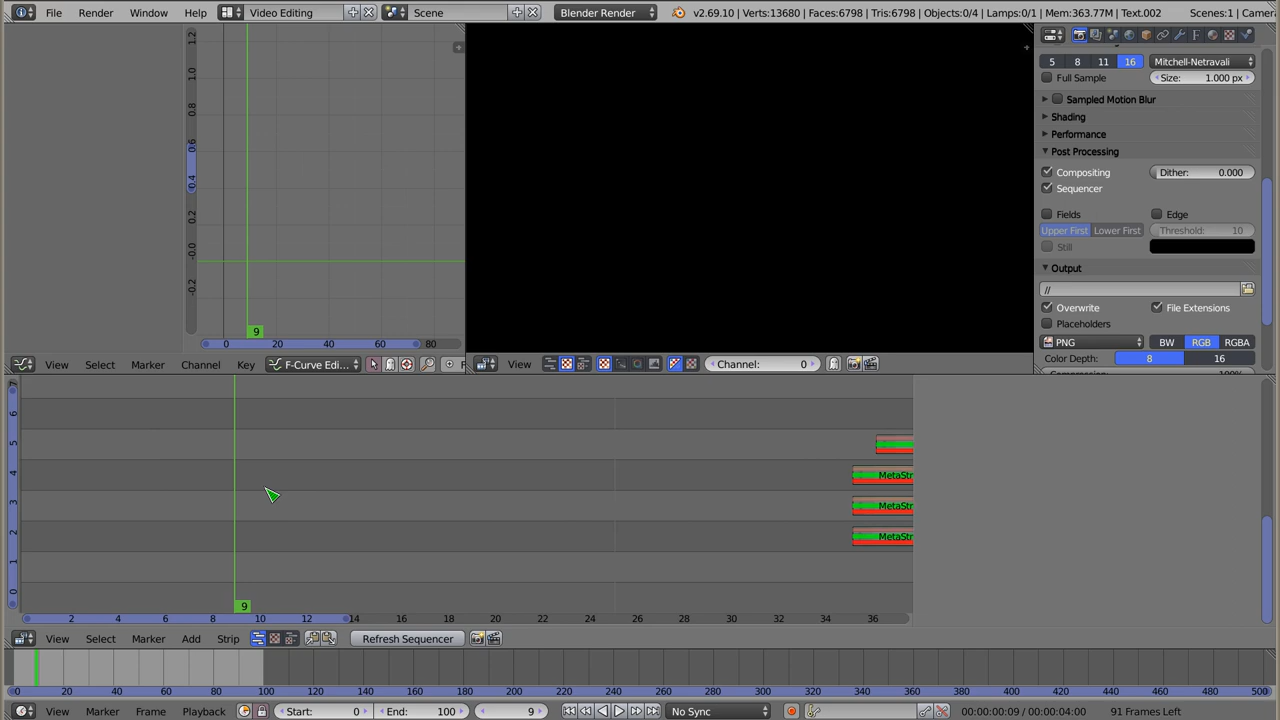 File Render Window Help Video Editing Scene Blender Render v2.69.10 | Verts:13680 | Faces:6798 | Tris:6798 | Objects:0/4 | Lamps:0/1 | Mem:363.77M | Text.002 Scenes:1 | Camer
5 8 11 16 Mitchell-Netravali
Full Sample Size: 1.000 px
Sampled Motion Blur
Shading
Performance
Post Processing
Compositing Dither: 0.000
Sequencer
Fields Edge
Upper First Lower First Threshold: 10
Still
Output
//
Overwrite File Extensions
Placeholders
PNG BW RGB RGBA
Color Depth: 8 16
1.2
1.0
0.8
0.6
0.4
0.2
-0.0
-0.2
9
0 20 40 60 80
View Select Marker Channel Key F-Curve Edi... F View Channel: 0
7
6
5
4 MetaStr
3 MetaStr
2 MetaStr
1
0
9
2 4 6 8 10 12 14 16 18 20 22 24 26 28 30 32 34 36
View Select Marker Add Strip Refresh Sequencer
0 20 40 60 80 100 120 140 160 180 200 220 240 260 280 300 320 340 360 380 400 420 440 460 480 500
View Marker Frame Playback Start: 0 End: 100 9 No Sync 00:00:00:09 / 00:00:04:00 91 Frames Left